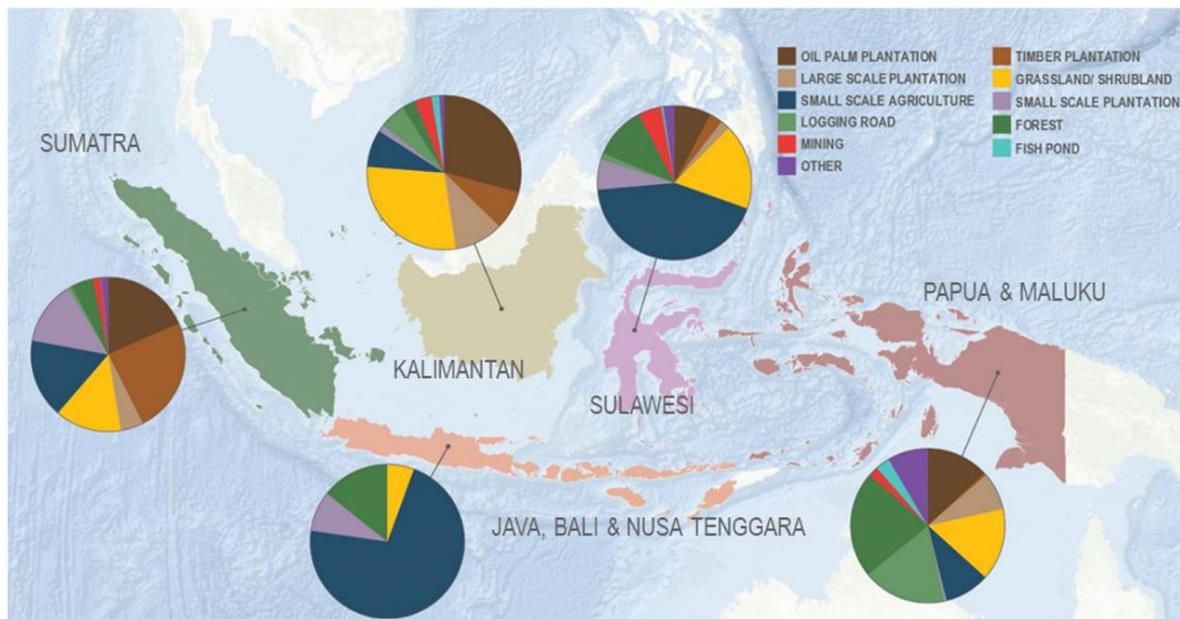 OIL PALM PLANTATION
TIMBER PLANTATION
LARGE SCALE PLANTATION
GRASSLAND/ SHRUBLAND
SMALL SCALE AGRICULTURE
SMALL SCALE PLANTATION
LOGGING ROAD
FOREST
MINING
FISH POND
OTHER
SUMATRA
KALIMANTAN
SULAWESI
PAPUA & MALUKU
JAVA, BALI & NUSA TENGGARA